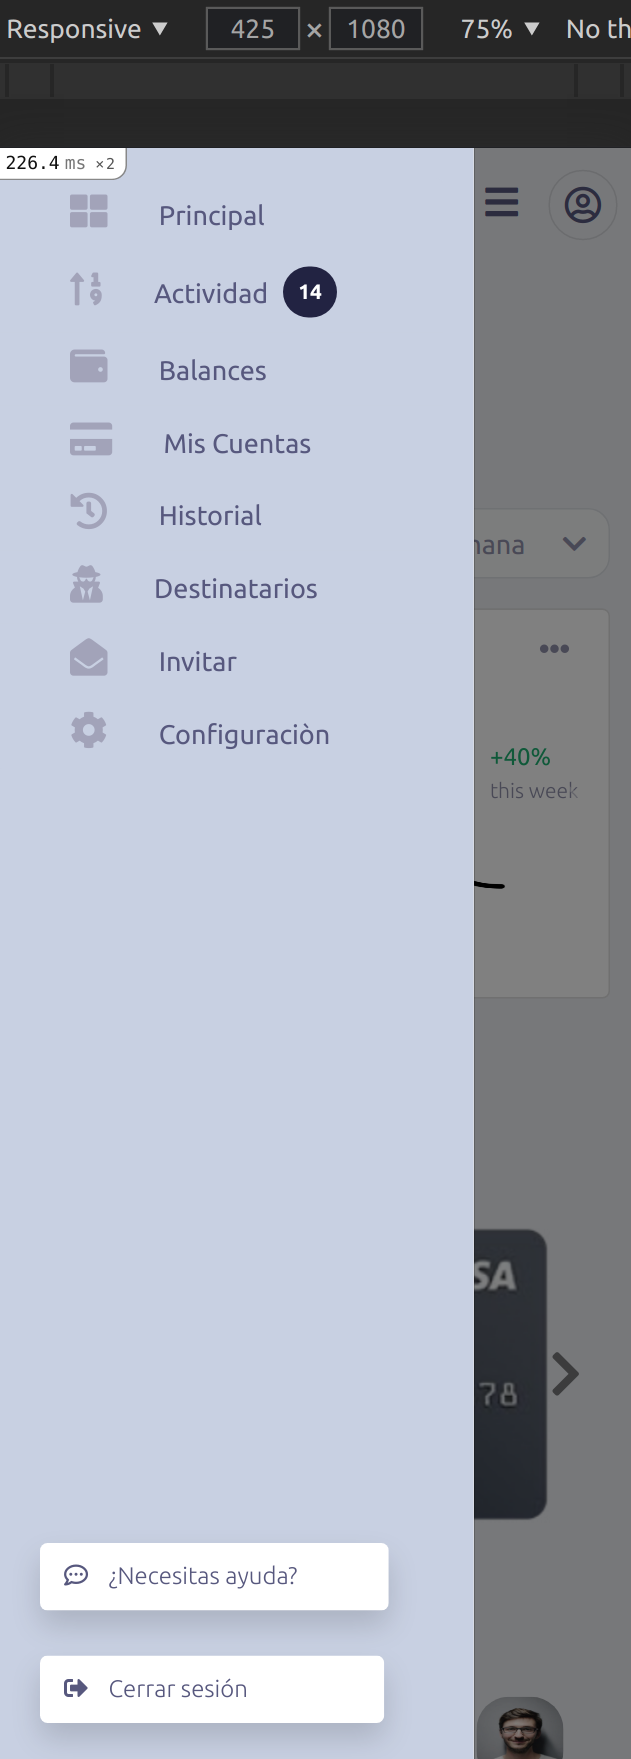 Responsive ▼ 425 × 1080 75% ▼ No th
226.4 ms ×2
Principal
Actividad 14
Balances
Mis Cuentas
Historial
Destinatarios
Invitar
Configuraciòn
nana
+40%
this week
SA
78
¿Necesitas ayuda?
Cerrar sesión